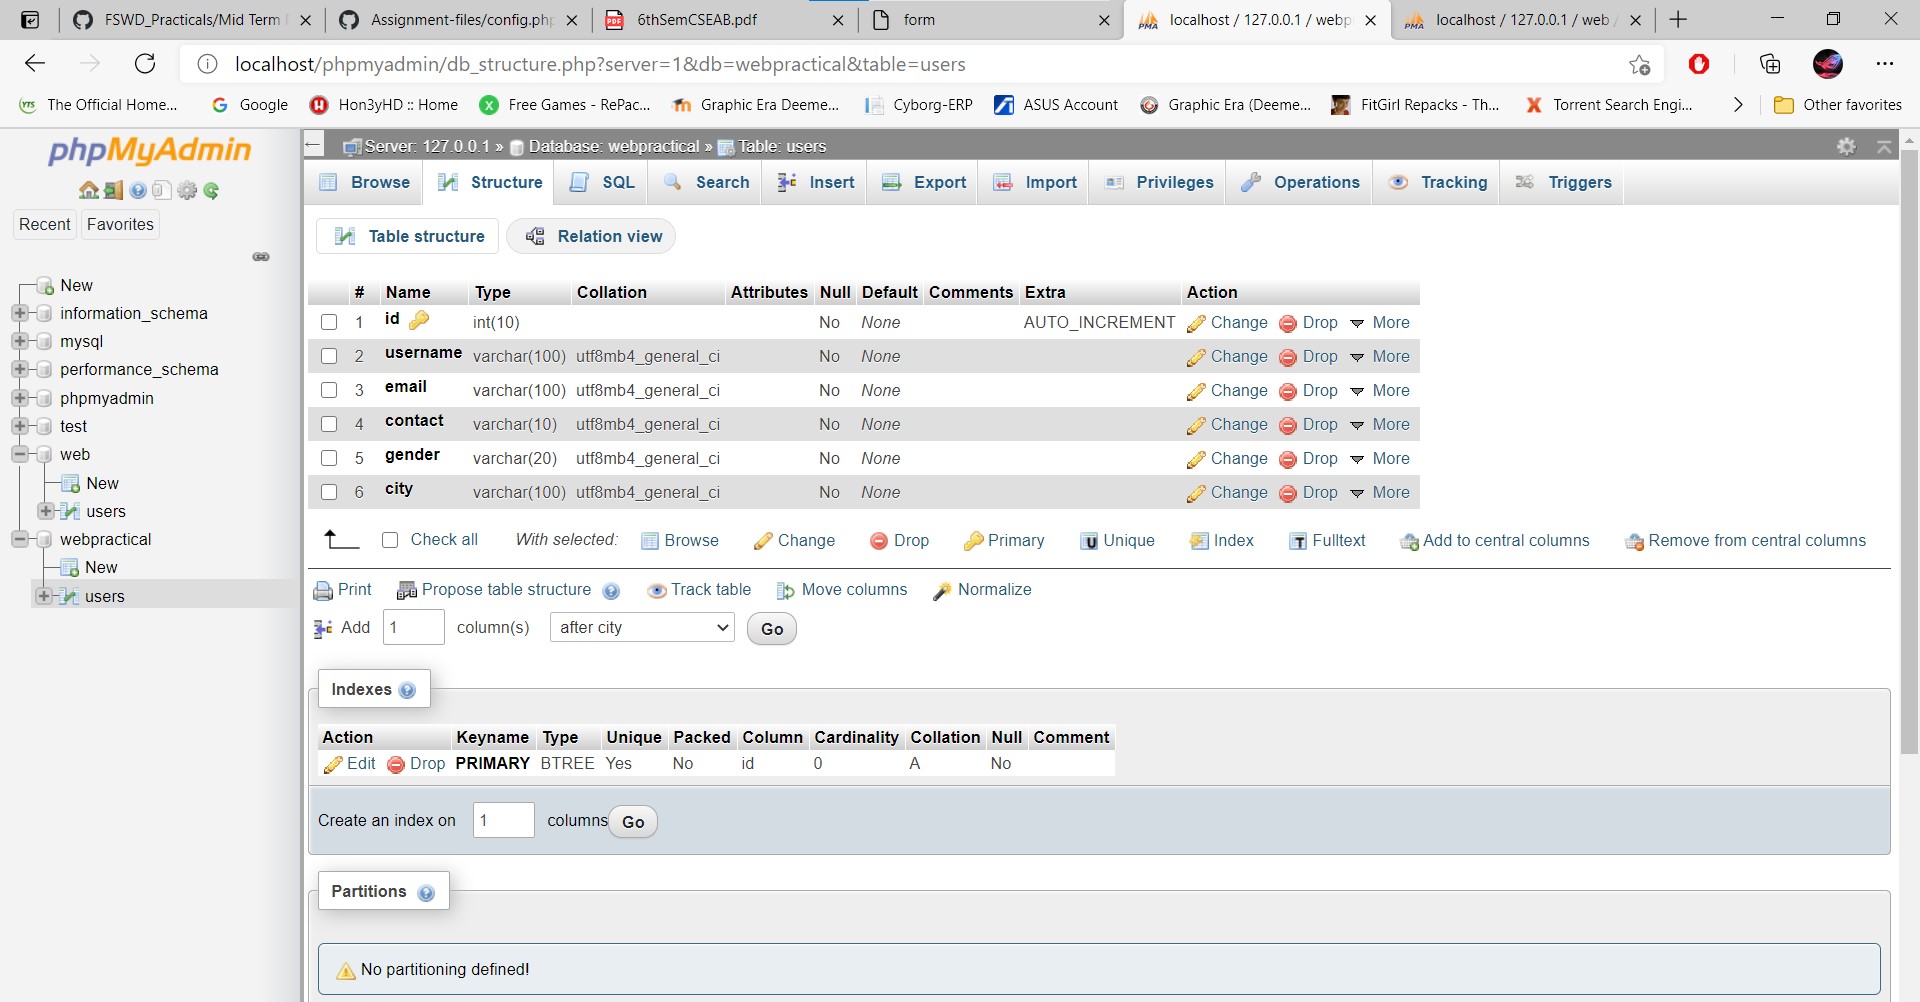 FSWD_Practicals/Mid Term
Assignment-files/config.php
6thSemCSEAB.pdf
form
localhost / 127.0.0.1 / webp
localhost / 127.0.0.1 / web /
localhost/phpmyadmin/db_structure.php?server=1&db=webpractical&table=users
The Official Home...
Google
Hon3yHD :: Home
Free Games - RePac...
Graphic Era Deeme...
Cyborg-ERP
ASUS Account
Graphic Era (Deeme...
FitGirl Repacks - Th...
Torrent Search Engi...
Other favorites
phpMyAdmin
Recent Favorites
New
information_schema
mysql
performance_schema
phpmyadmin
test
web
New
users
webpractical
New
users
Server: 127.0.0.1 » Database: webpractical » Table: users
Browse Structure SQL Search Insert Export Import Privileges Operations Tracking Triggers
Table structure Relation view
# Name Type Collation Attributes Null Default Comments Extra Action
1 id int(10) No None AUTO_INCREMENT Change Drop More
2 username varchar(100) utf8mb4_general_ci No None Change Drop More
3 email varchar(100) utf8mb4_general_ci No None Change Drop More
4 contact varchar(10) utf8mb4_general_ci No None Change Drop More
5 gender varchar(20) utf8mb4_general_ci No None Change Drop More
6 city varchar(100) utf8mb4_general_ci No None Change Drop More
Check all With selected: Browse Change Drop Primary Unique Index Fulltext Add to central columns Remove from central columns
Print Propose table structure Track table Move columns Normalize
Add 1 column(s) after city Go
Indexes
Action Keyname Type Unique Packed Column Cardinality Collation Null Comment
Edit Drop PRIMARY BTREE Yes No id 0 A No
Create an index on 1 columns Go
Partitions
No partitioning defined!